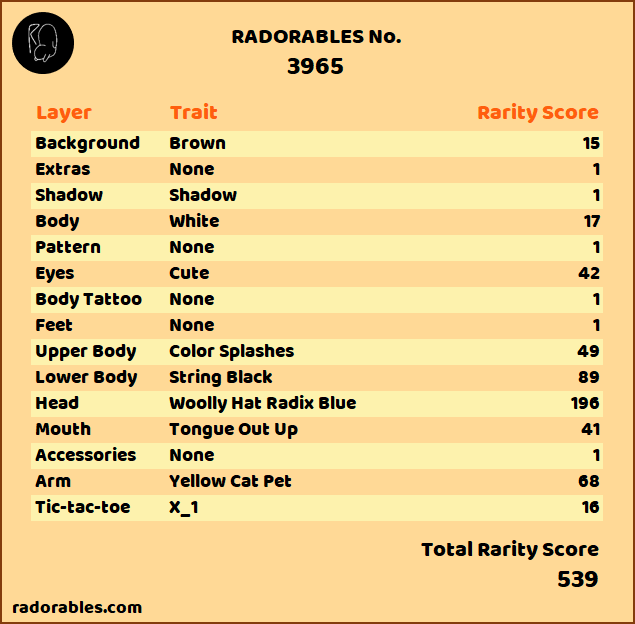 RADORABLES No.
3965
Layer Trait Rarity Score
Background Brown 15
Extras None 1
Shadow Shadow 1
Body White 17
Pattern None 1
Eyes Cute 42
Body Tattoo None 1
Feet None 1
Upper Body Color Splashes 49
Lower Body String Black 89
Head Woolly Hat Radix Blue 196
Mouth Tongue Out Up 41
Accessories None 1
Arm Yellow Cat Pet 68
Tic-tac-toe X_1 16
Total Rarity Score
539
radorables.com